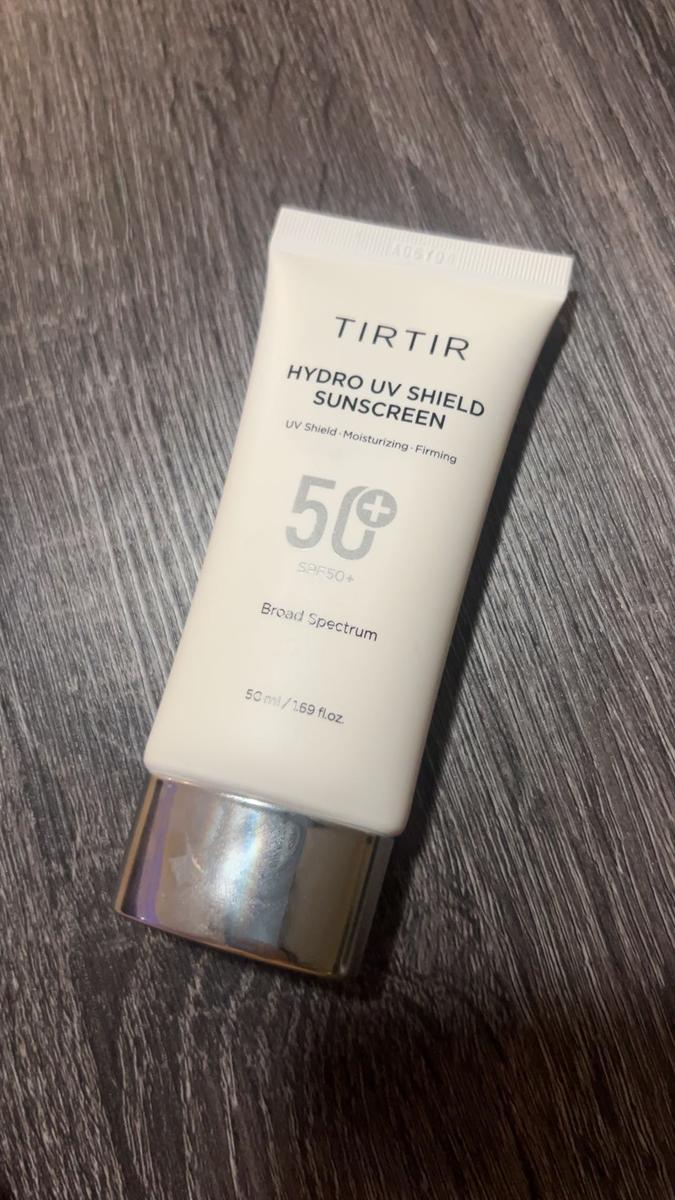 TIRTIR
HYDRO UV SHIELD
SUNSCREEN
UV Shield · Moisturizing · Firming
50+
SPF50+
Broad Spectrum
50 ml / 1.69 fl.oz.